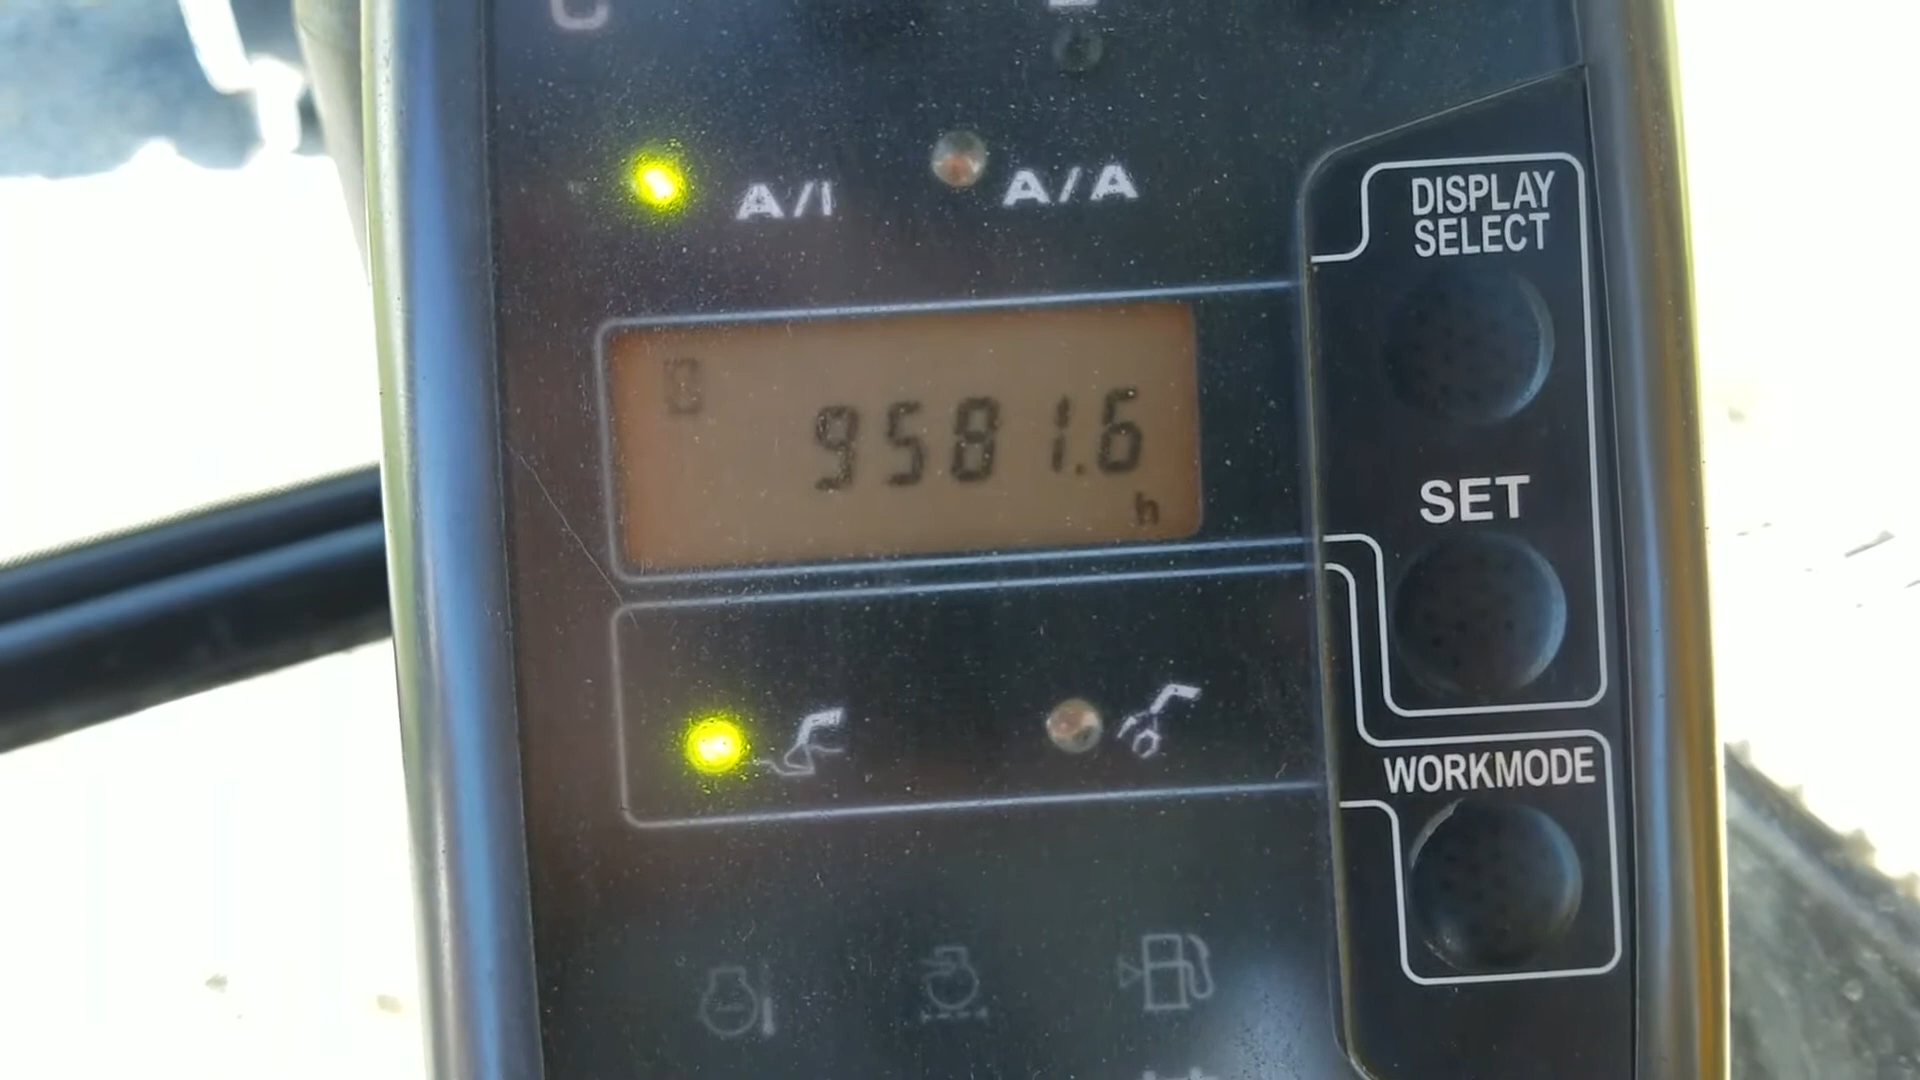 A/I
A/A
DISPLAY
SELECT
9581.6
h
SET
WORKMODE